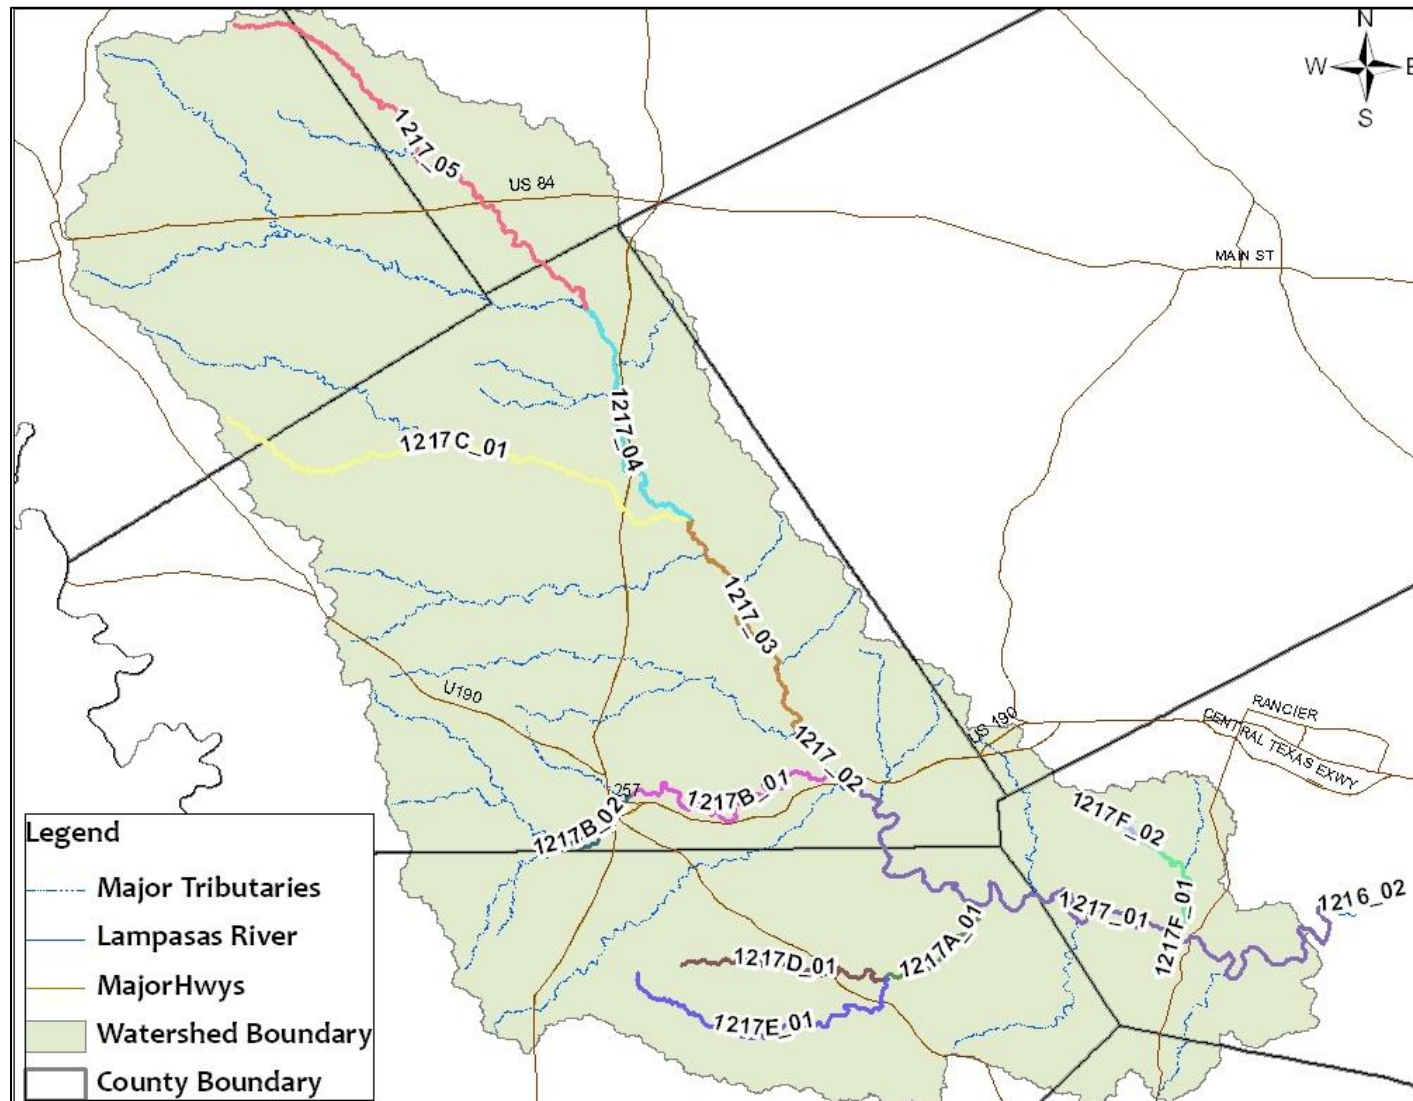 N
W
E
S
1217_05
US 84
MAIN ST
1217_04
1217C_01
1217_03
U190
US 190
RANCIER
CENTRAL TEXAS EXWY
1217_02
257
1217B_01
1217B_02
1217F_02
1217_01
1217F_01
1216_02
1217A_01
1217D_01
1217E_01
Legend
Major Tributaries
Lampasas River
MajorHwys
Watershed Boundary
County Boundary